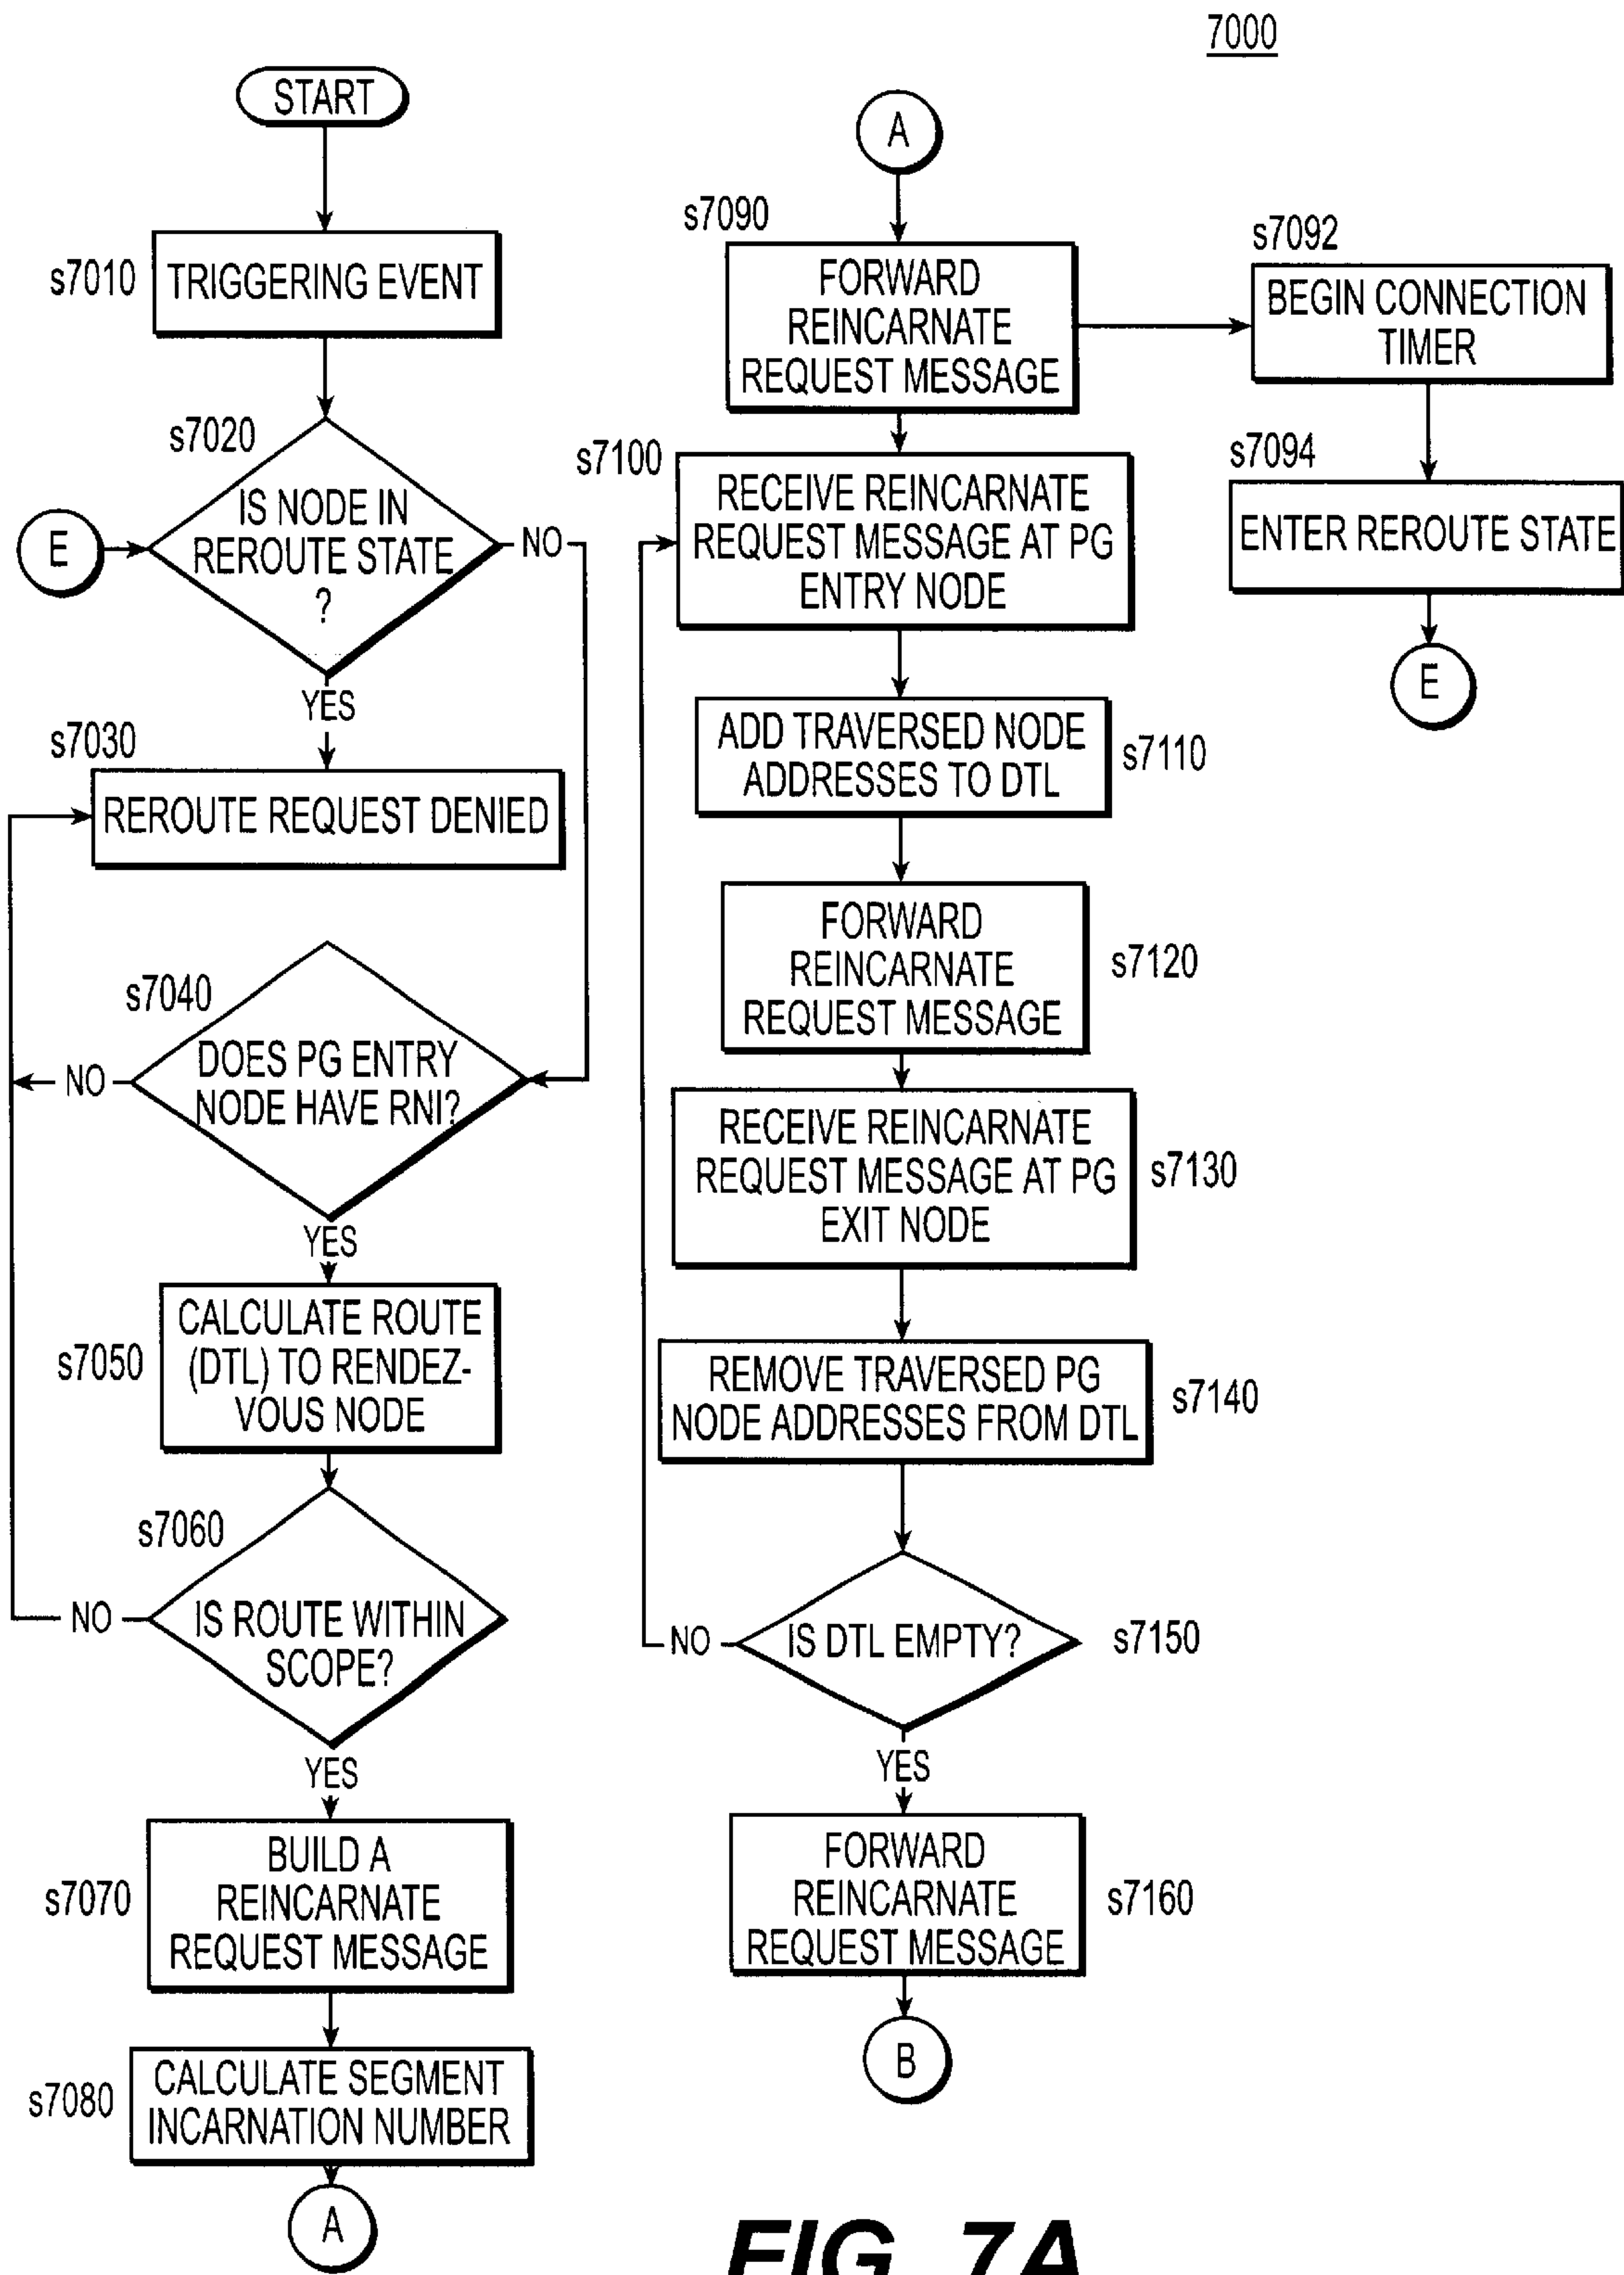 7000
START
s7010
TRIGGERING EVENT
s7020
IS NODE IN
REROUTE STATE
?
E
NO
YES
s7030
REROUTE REQUEST DENIED
s7040
DOES PG ENTRY
NODE HAVE RNI?
NO
YES
s7050
CALCULATE ROUTE
(DTL) TO RENDEZ-
VOUS NODE
s7060
IS ROUTE WITHIN
SCOPE?
NO
YES
s7070
BUILD A
REINCARNATE
REQUEST MESSAGE
s7080
CALCULATE SEGMENT
INCARNATION NUMBER
A
A
s7090
FORWARD
REINCARNATE
REQUEST MESSAGE
s7100
RECEIVE REINCARNATE
REQUEST MESSAGE AT PG
ENTRY NODE
ADD TRAVERSED NODE
ADDRESSES TO DTL
s7110
FORWARD
REINCARNATE
REQUEST MESSAGE
s7120
RECEIVE REINCARNATE
REQUEST MESSAGE AT PG
EXIT NODE
s7130
REMOVE TRAVERSED PG
NODE ADDRESSES FROM DTL
s7140
IS DTL EMPTY?
s7150
NO
YES
FORWARD
REINCARNATE
REQUEST MESSAGE
s7160
B
s7092
BEGIN CONNECTION
TIMER
s7094
ENTER REROUTE STATE
E
FIG. 7A